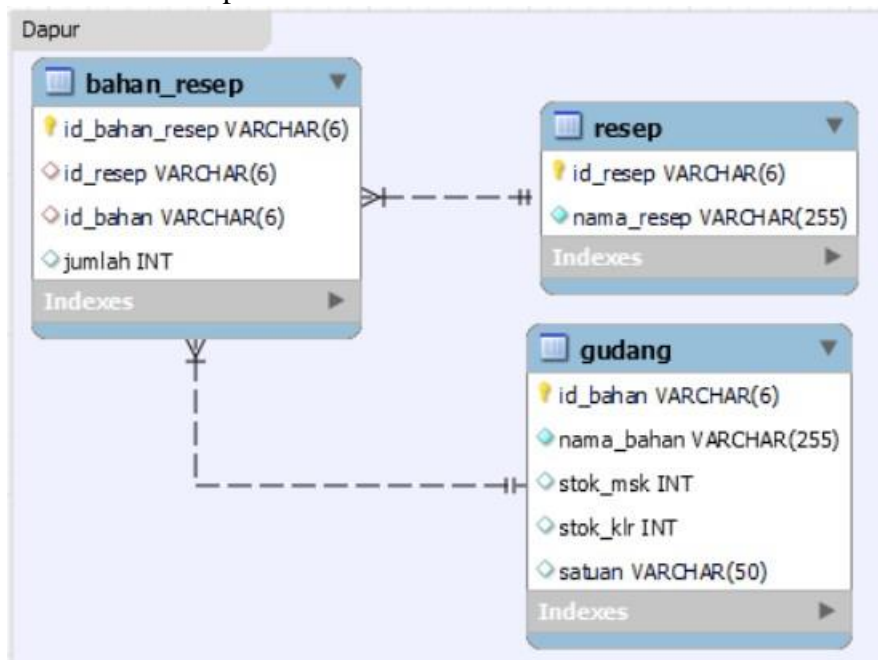 Dapur
bahan_resep
id_bahan_resep VARCHAR(6)
id_resep VARCHAR(6)
id_bahan VARCHAR(6)
jumlah INT
Indexes
resep
id_resep VARCHAR(6)
nama_resep VARCHAR(255)
Indexes
gudang
id_bahan VARCHAR(6)
nama_bahan VARCHAR(255)
stok_msk INT
stok_klr INT
satuan VARCHAR(50)
Indexes